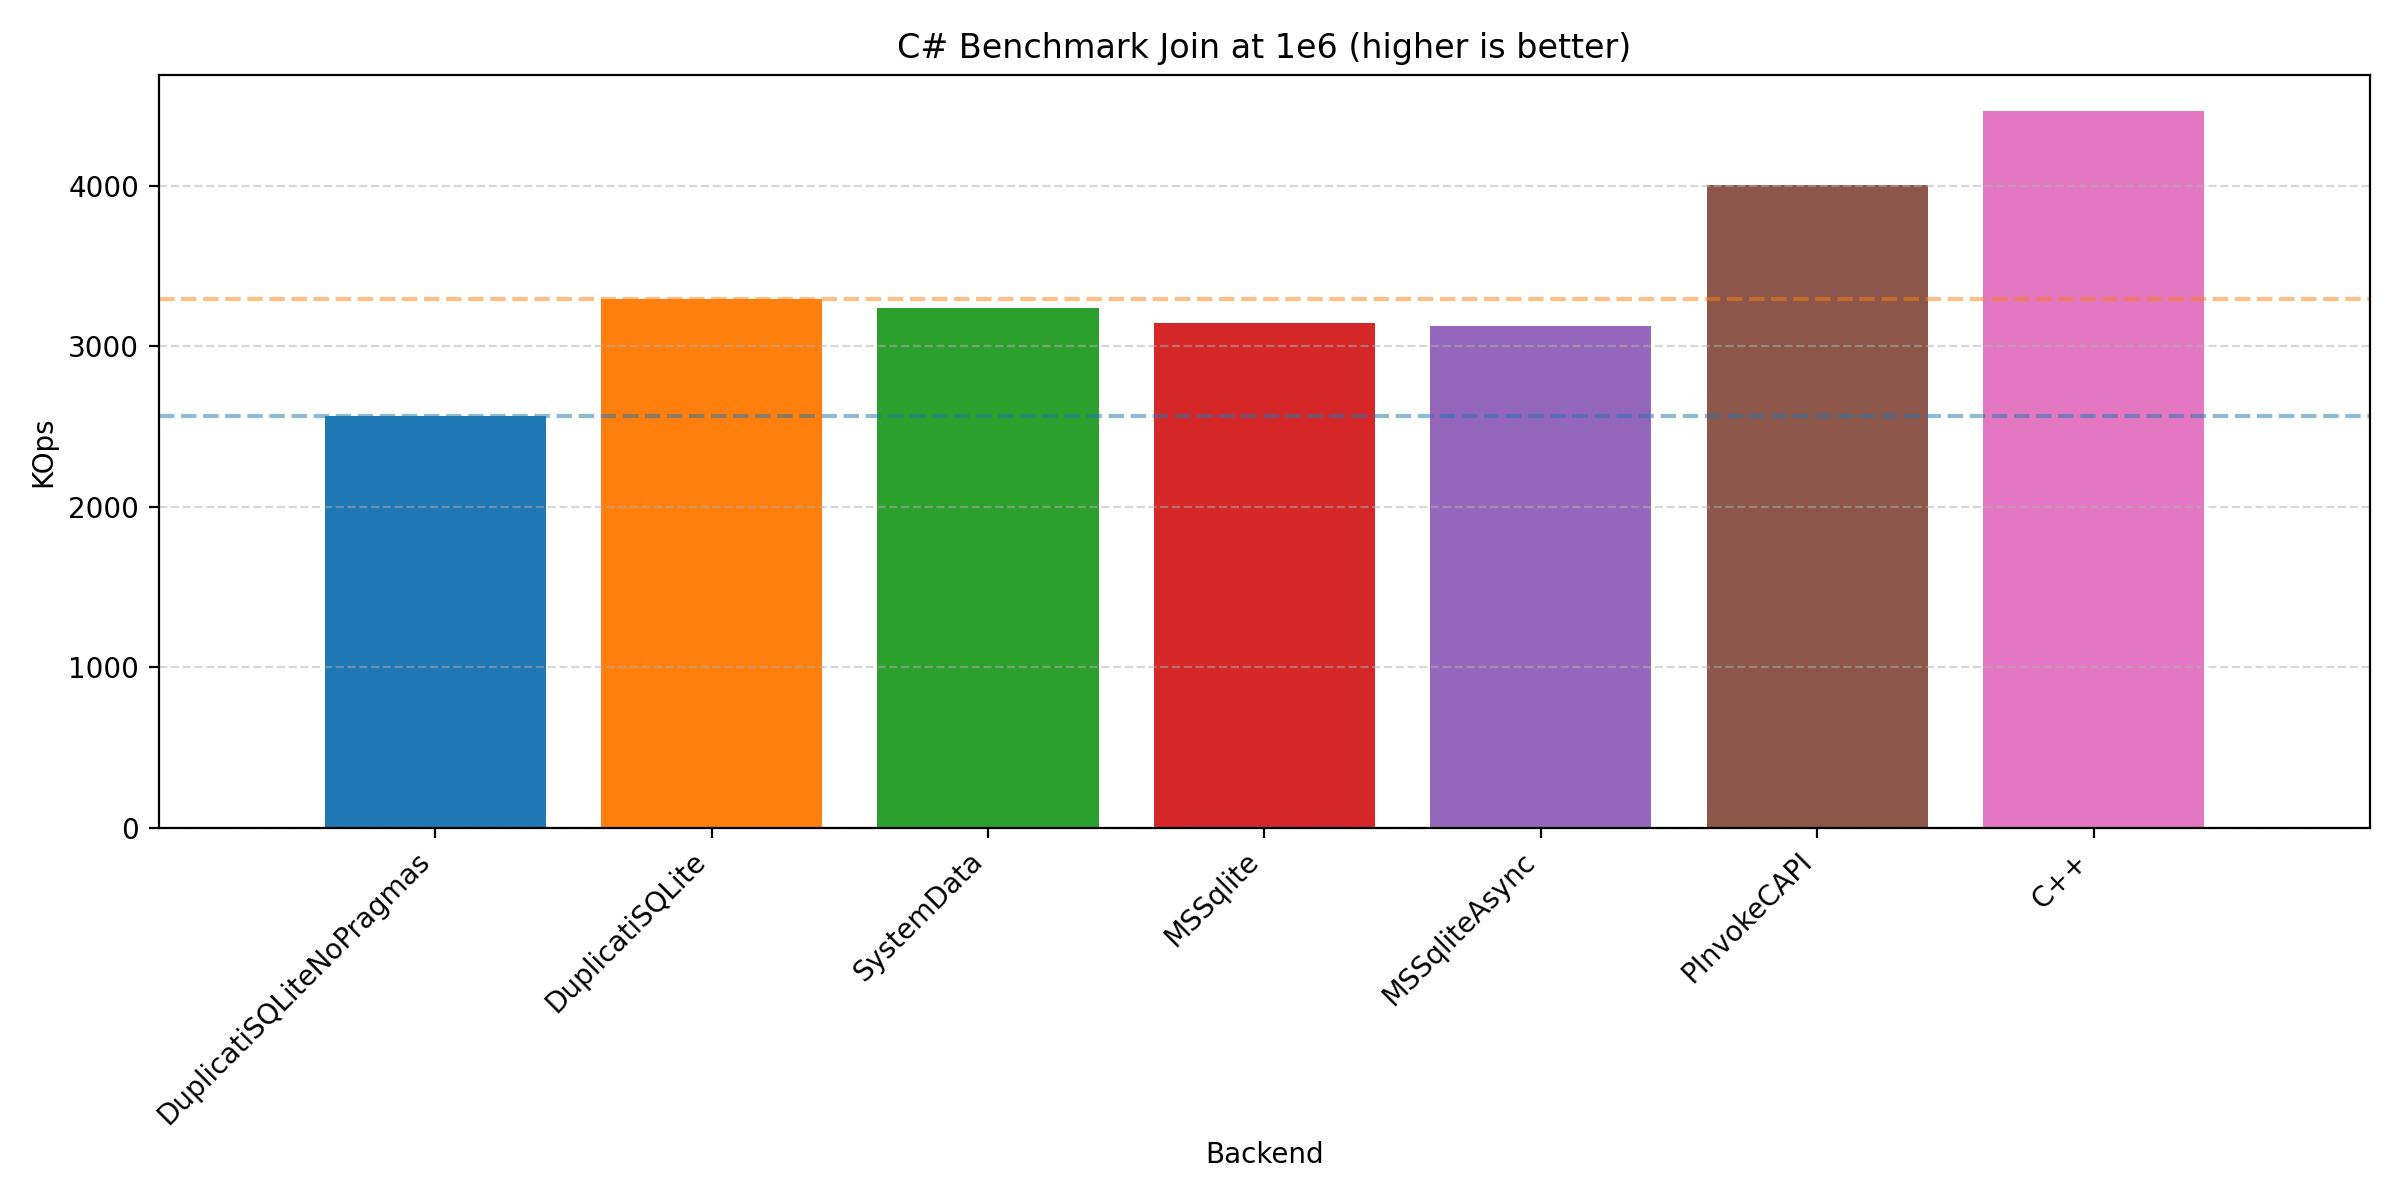 C# Benchmark Join at 1e6 (higher is better)
KOps
4000
3000
2000
1000
0
DuplicatiSQLiteNoPragmas
DuplicatiSQLite
SystemData
MSSqlite
MSSqliteAsync
PInvokeCAPI
C++
Backend